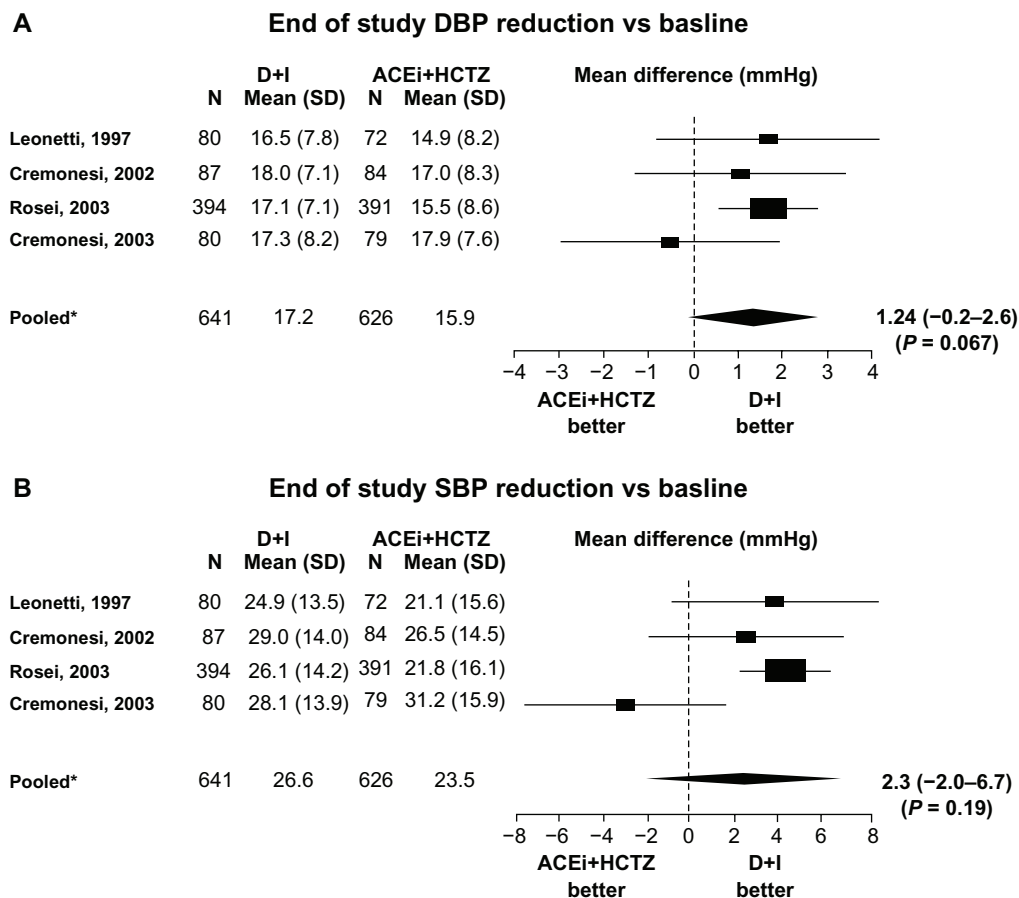 A End of study DBP reduction vs basline
D+I ACEi+HCTZ Mean difference (mmHg)
N Mean (SD) N Mean (SD)
Leonetti, 1997 80 16.5 (7.8) 72 14.9 (8.2)
Cremonesi, 2002 87 18.0 (7.1) 84 17.0 (8.3)
Rosei, 2003 394 17.1 (7.1) 391 15.5 (8.6)
Cremonesi, 2003 80 17.3 (8.2) 79 17.9 (7.6)
Pooled* 641 17.2 626 15.9 1.24 (−0.2–2.6)
(P = 0.067)
−4 −3 −2 −1 0 1 2 3 4
ACEi+HCTZ D+I
better better
B End of study SBP reduction vs basline
D+I ACEi+HCTZ Mean difference (mmHg)
N Mean (SD) N Mean (SD)
Leonetti, 1997 80 24.9 (13.5) 72 21.1 (15.6)
Cremonesi, 2002 87 29.0 (14.0) 84 26.5 (14.5)
Rosei, 2003 394 26.1 (14.2) 391 21.8 (16.1)
Cremonesi, 2003 80 28.1 (13.9) 79 31.2 (15.9)
Pooled* 641 26.6 626 23.5 2.3 (−2.0–6.7)
(P = 0.19)
−8 −6 −4 −2 0 2 4 6 8
ACEi+HCTZ D+I
better better